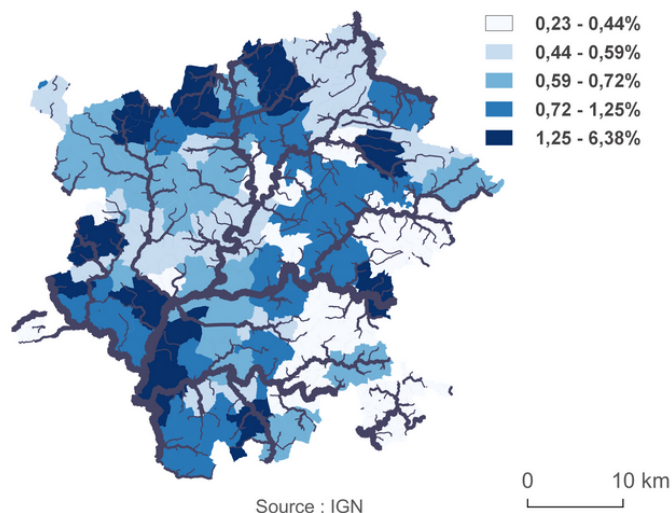 0,23 - 0,44%
0,44 - 0,59%
0,59 - 0,72%
0,72 - 1,25%
1,25 - 6,38%
0 10 km
Source : IGN